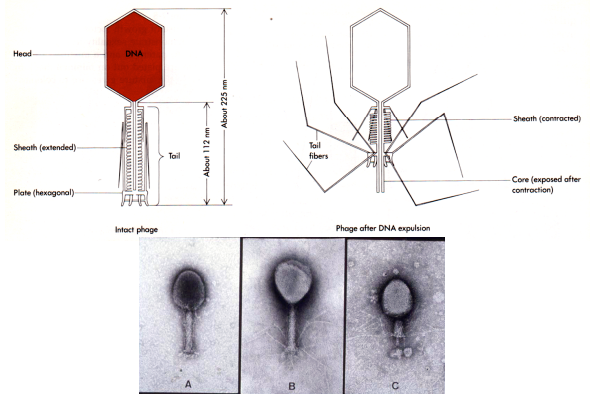 Head
DNA
Sheath (extended)
Plate (hexagonal)
Tail
About 112 nm
About 225 nm
Tail
fibers
Sheath (contracted)
Core (exposed after
contraction)
Intact phage
Phage after DNA expulsion
A
B
C